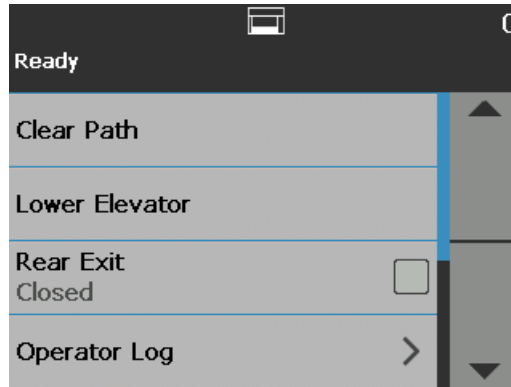 Ready
Clear Path
Lower Elevator
Rear Exit
Closed
Operator Log